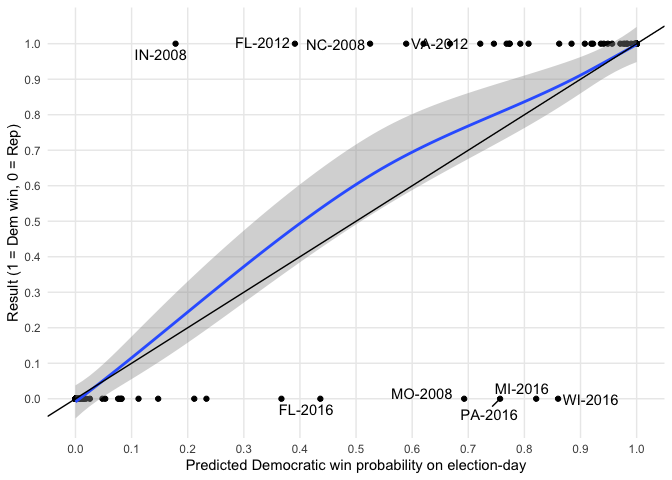 1.0
0.9
0.8
0.7
0.6
0.5
0.4
0.3
0.2
0.1
0.0
Result (1 = Dem win, 0 = Rep)
IN-2008
FL-2012
NC-2008
VA-2012
MO-2008
FL-2016
MI-2016
PA-2016
WI-2016
0.0 0.1 0.2 0.3 0.4 0.5 0.6 0.7 0.8 0.9 1.0
Predicted Democratic win probability on election-day